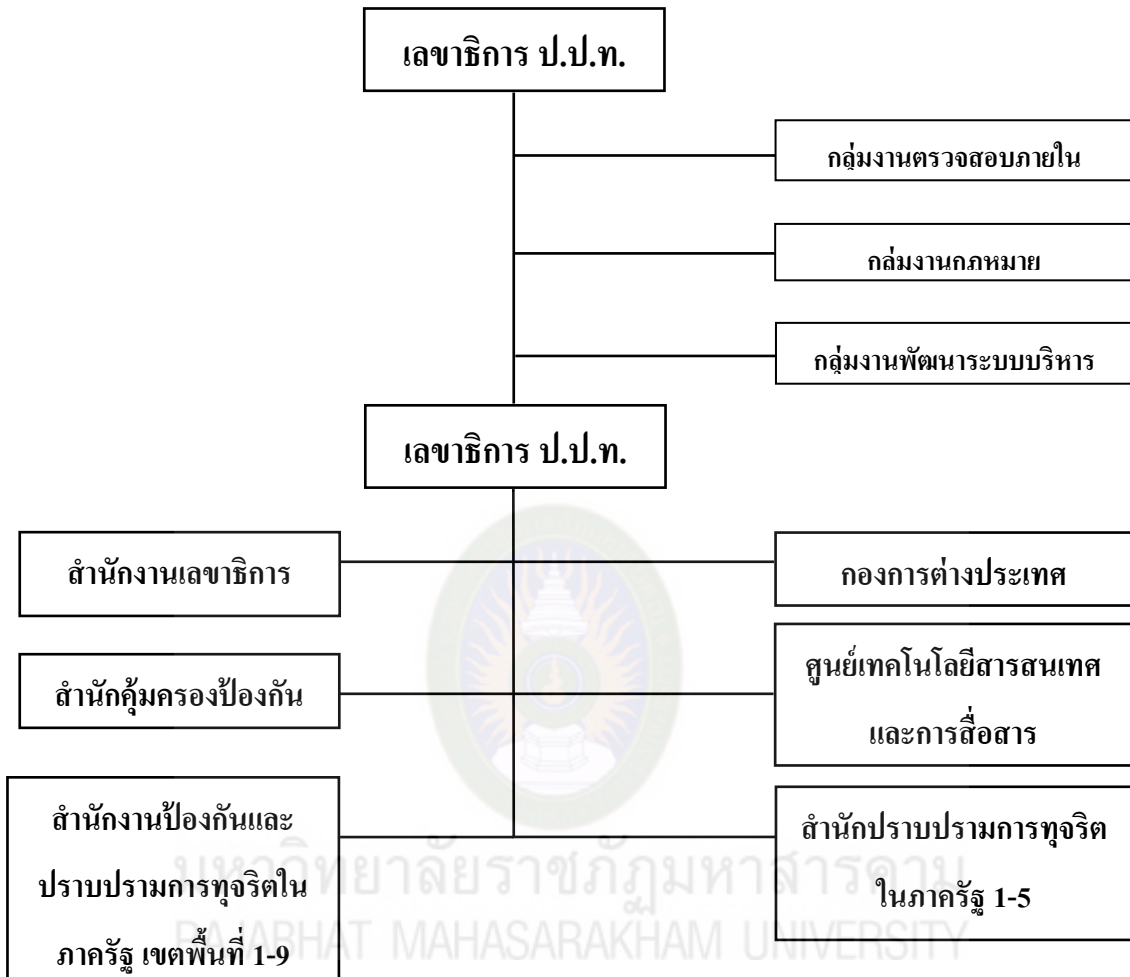 เลขาธิการ ป.ป.ท.
กลุ่มงานตรวจสอบภายใน
กลุ่มงานกฎหมาย
กลุ่มงานพัฒนาระบบบริหาร
เลขาธิการ ป.ป.ท.
สำนักงานเลขาธิการ
กองการต่างประเทศ
สำนักคุ้มครองป้องกัน
ศูนย์เทคโนโลยีสารสนเทศ
และการสื่อสาร
สำนักงานป้องกันและ
ปราบปรามการทุจริตใน
ภาครัฐ เขตพื้นที่ 1-9
สำนักปราบปรามการทุจริต
ในภาครัฐ 1-5
มหาวิทยาลัยราชภัฏมหาสารคาม
RAJABHAT MAHASARAKHAM UNIVERSITY